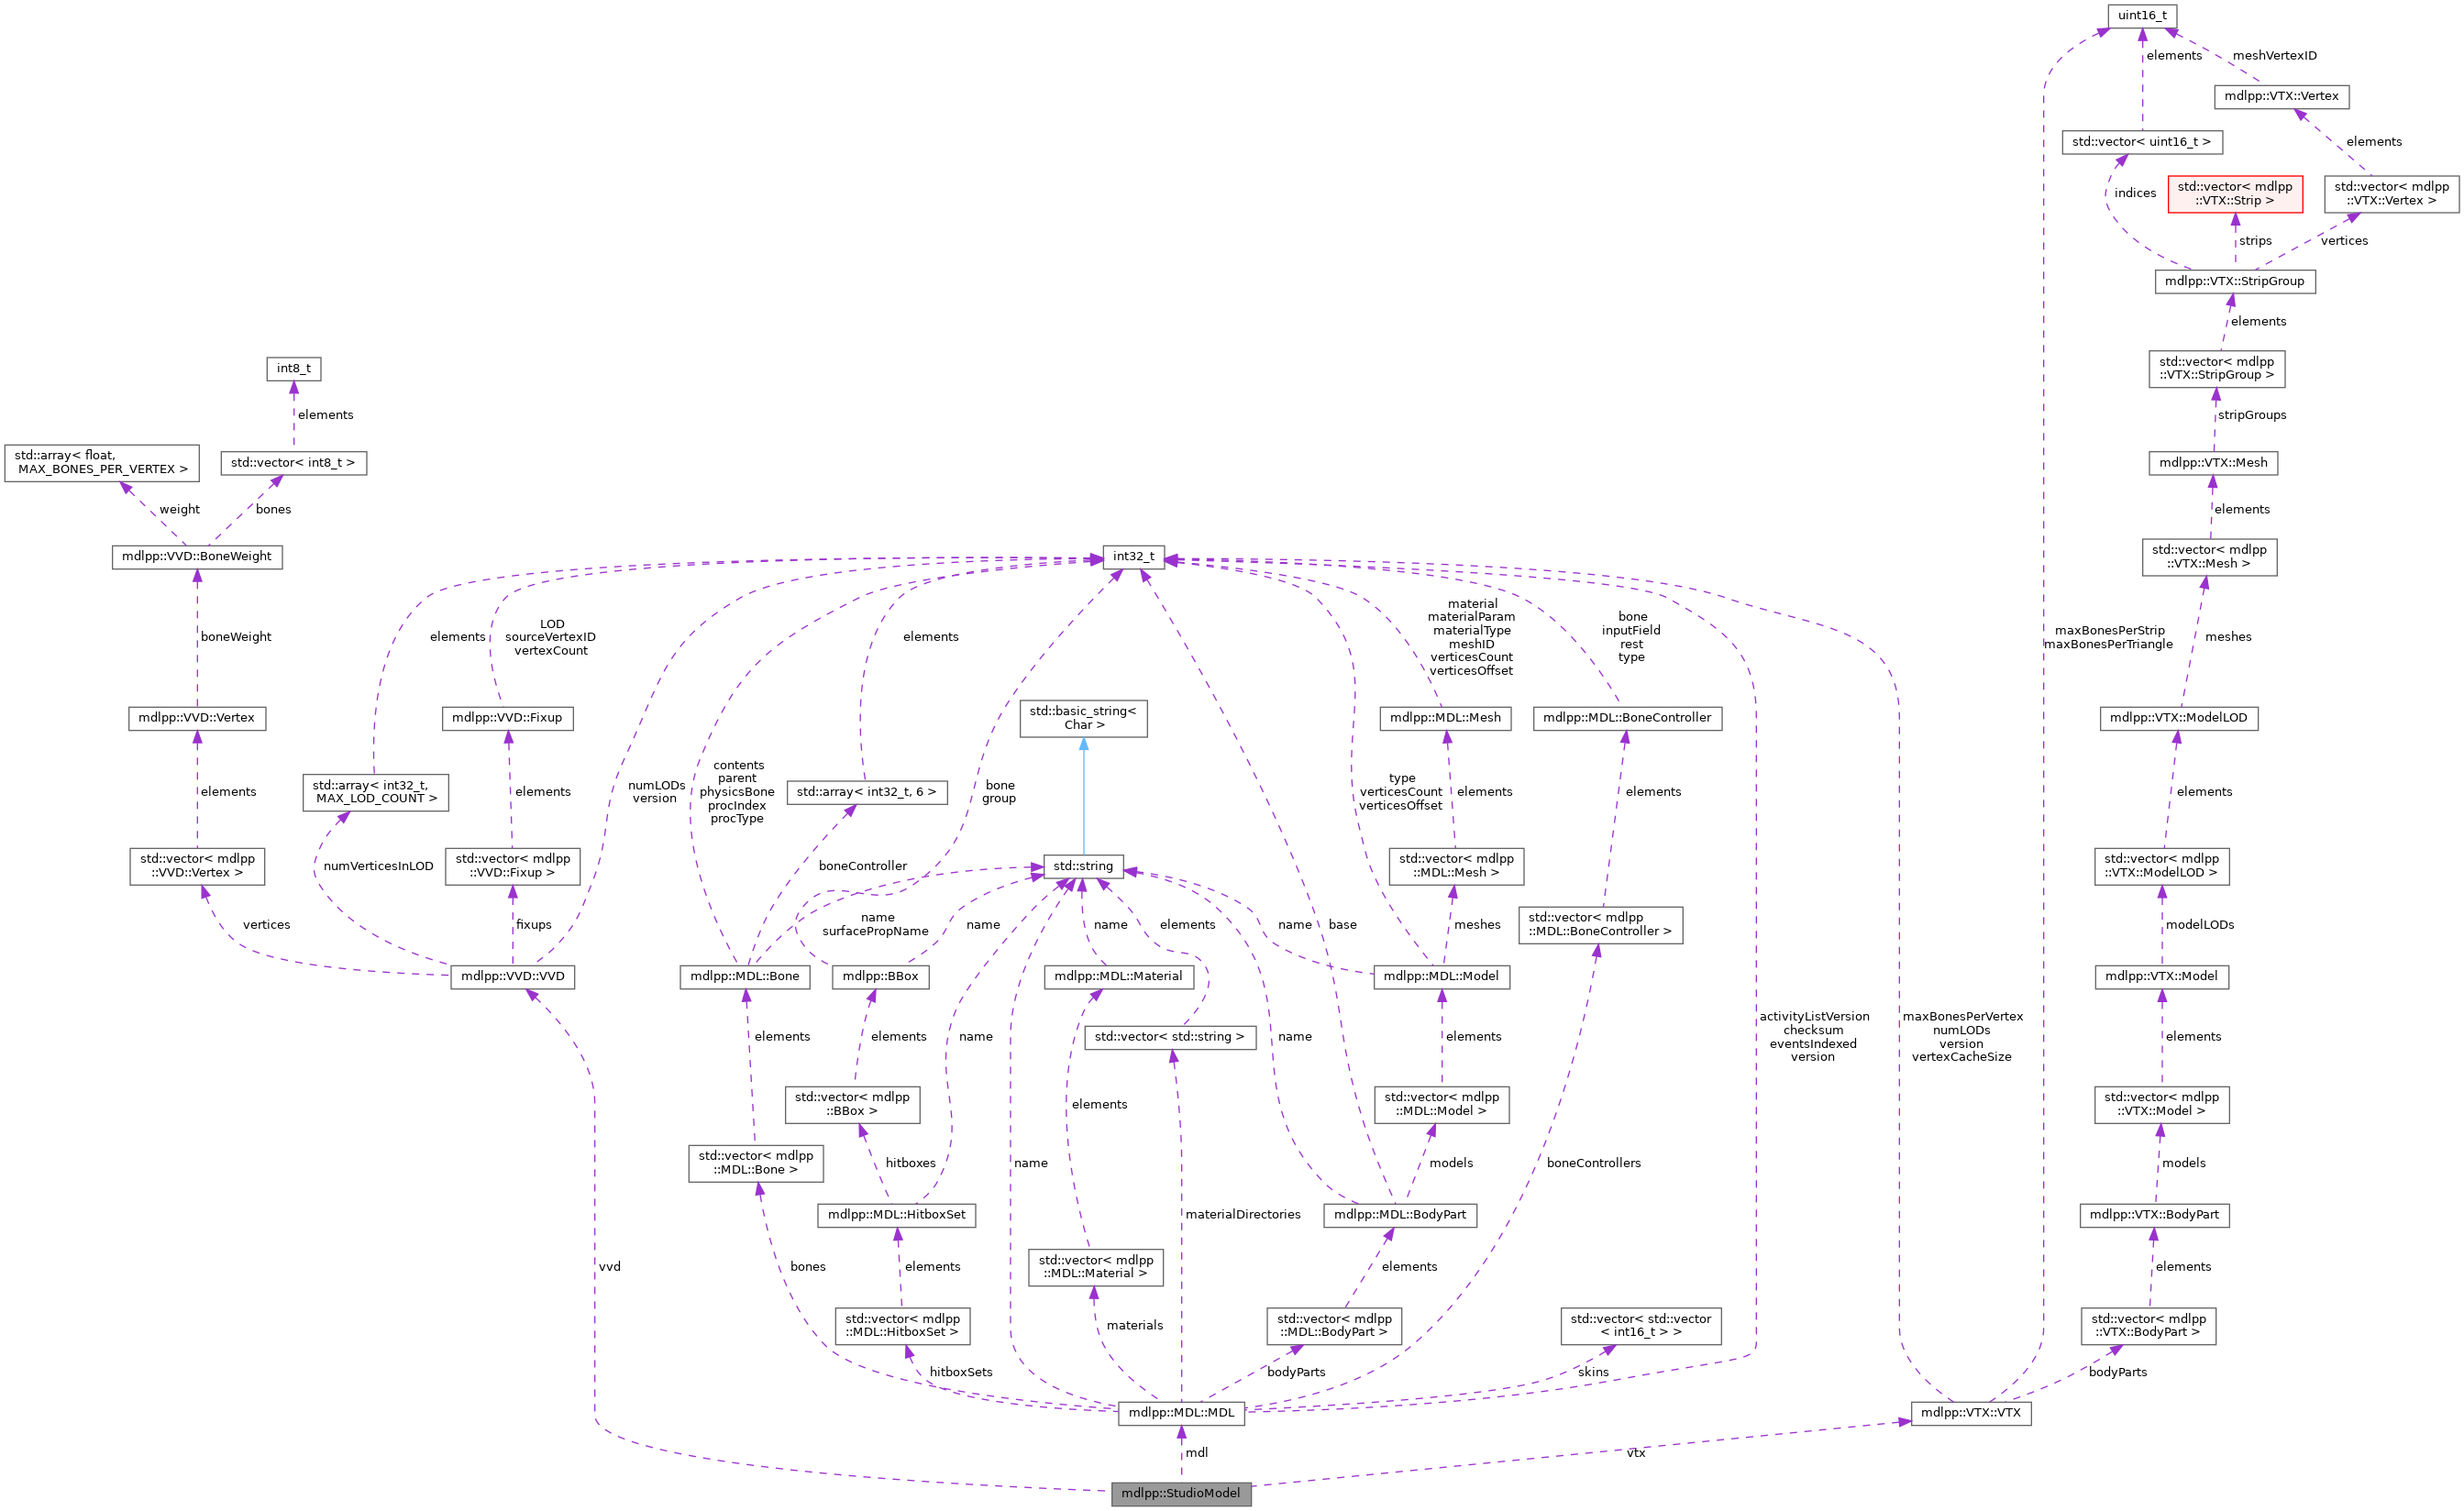 uint16_t
elements
meshVertexID
mdlpp::VTX::Vertex
std::vector< uint16_t >
elements
indices
std::vector< mdlpp
::VTX::Strip >
std::vector< mdlpp
::VTX::Vertex >
strips
vertices
mdlpp::VTX::StripGroup
elements
std::vector< mdlpp
::VTX::StripGroup >
int8_t
elements
stripGroups
std::array< float,
MAX_BONES_PER_VERTEX >
std::vector< int8_t >
mdlpp::VTX::Mesh
weight
bones
elements
mdlpp::VVD::BoneWeight
int32_t
std::vector< mdlpp
::VTX::Mesh >
boneWeight
elements
LOD
sourceVertexID
vertexCount
elements
material
materialParam
materialType
meshID
verticesCount
verticesOffset
bone
inputField
rest
type
maxBonesPerStrip
maxBonesPerTriangle
meshes
mdlpp::VVD::Vertex
mdlpp::VVD::Fixup
std::basic_string<
Char >
mdlpp::MDL::Mesh
mdlpp::MDL::BoneController
mdlpp::VTX::ModelLOD
elements
std::array< int32_t,
MAX_LOD_COUNT >
elements
numLODs
version
contents
parent
physicsBone
procIndex
procType
std::array< int32_t, 6 >
bone
group
type
verticesCount
verticesOffset
elements
elements
elements
std::vector< mdlpp
::VVD::Vertex >
numVerticesInLOD
std::vector< mdlpp
::VVD::Fixup >
boneController
std::string
std::vector< mdlpp
::MDL::Mesh >
std::vector< mdlpp
::VTX::ModelLOD >
vertices
fixups
name
surfacePropName
name
name
elements
name
base
meshes
std::vector< mdlpp
::MDL::BoneController >
modelLODs
mdlpp::VVD::VVD
mdlpp::MDL::Bone
mdlpp::BBox
mdlpp::MDL::Material
mdlpp::MDL::Model
mdlpp::VTX::Model
elements
elements
name
std::vector< std::string >
name
elements
activityListVersion
checksum
eventsIndexed
version
maxBonesPerVertex
numLODs
version
vertexCacheSize
elements
std::vector< mdlpp
::BBox >
elements
std::vector< mdlpp
::MDL::Model >
std::vector< mdlpp
::VTX::Model >
std::vector< mdlpp
::MDL::Bone >
hitboxes
name
models
boneControllers
models
mdlpp::MDL::HitboxSet
materialDirectories
mdlpp::MDL::BodyPart
mdlpp::VTX::BodyPart
vvd
bones
elements
std::vector< mdlpp
::MDL::Material >
elements
elements
std::vector< mdlpp
::MDL::HitboxSet >
materials
std::vector< mdlpp
::MDL::BodyPart >
std::vector< std::vector
< int16_t > >
std::vector< mdlpp
::VTX::BodyPart >
hitboxSets
bodyParts
skins
bodyParts
mdlpp::MDL::MDL
mdlpp::VTX::VTX
mdl
vtx
mdlpp::StudioModel